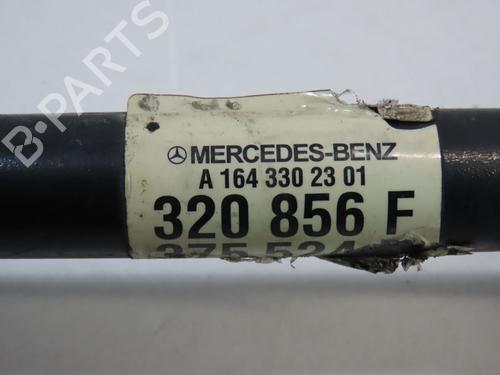 B-PARTS
MERCEDES-BENZ
A 164 330 23 01
320 856 F